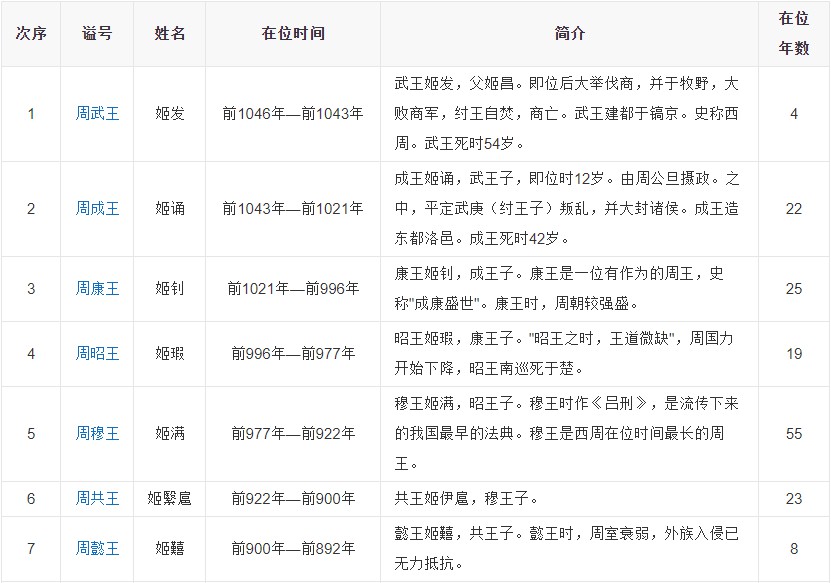 次序 谥号 姓名 在位时间 简介 在位
年数
1 周武王 姬发 前1046年—前1043年 武王姬发，父姬昌。即位后大举伐商，并于牧野，大
败商军，纣王自焚，商亡。武王建都于镐京。史称西
周。武王死时54岁。 4
2 周成王 姬诵 前1043年—前1021年 成王姬诵，武王子，即位时12岁。由周公旦摄政。之
中，平定武庚（纣王子）叛乱，并大封诸侯。成王造
东都洛邑。成王死时42岁。 22
3 周康王 姬钊 前1021年—前996年 康王姬钊，成王子。康王是一位有作为的周王，史
称"成康盛世"。康王时，周朝较强盛。 25
4 周昭王 姬瑕 前996年—前977年 昭王姬瑕，康王子。"昭王之时，王道微缺"，周国力
开始下降，昭王南巡死于楚。 19
5 周穆王 姬满 前977年—前922年 穆王姬满，昭王子。穆王时作《吕刑》，是流传下来
的我国最早的法典。穆王是西周在位时间最长的周
王。 55
6 周共王 姬繄扈 前922年—前900年 共王姬伊扈，穆王子。 23
7 周懿王 姬囏 前900年—前892年 懿王姬囏，共王子。懿王时，周室衰弱，外族入侵已
无力抵抗。 8